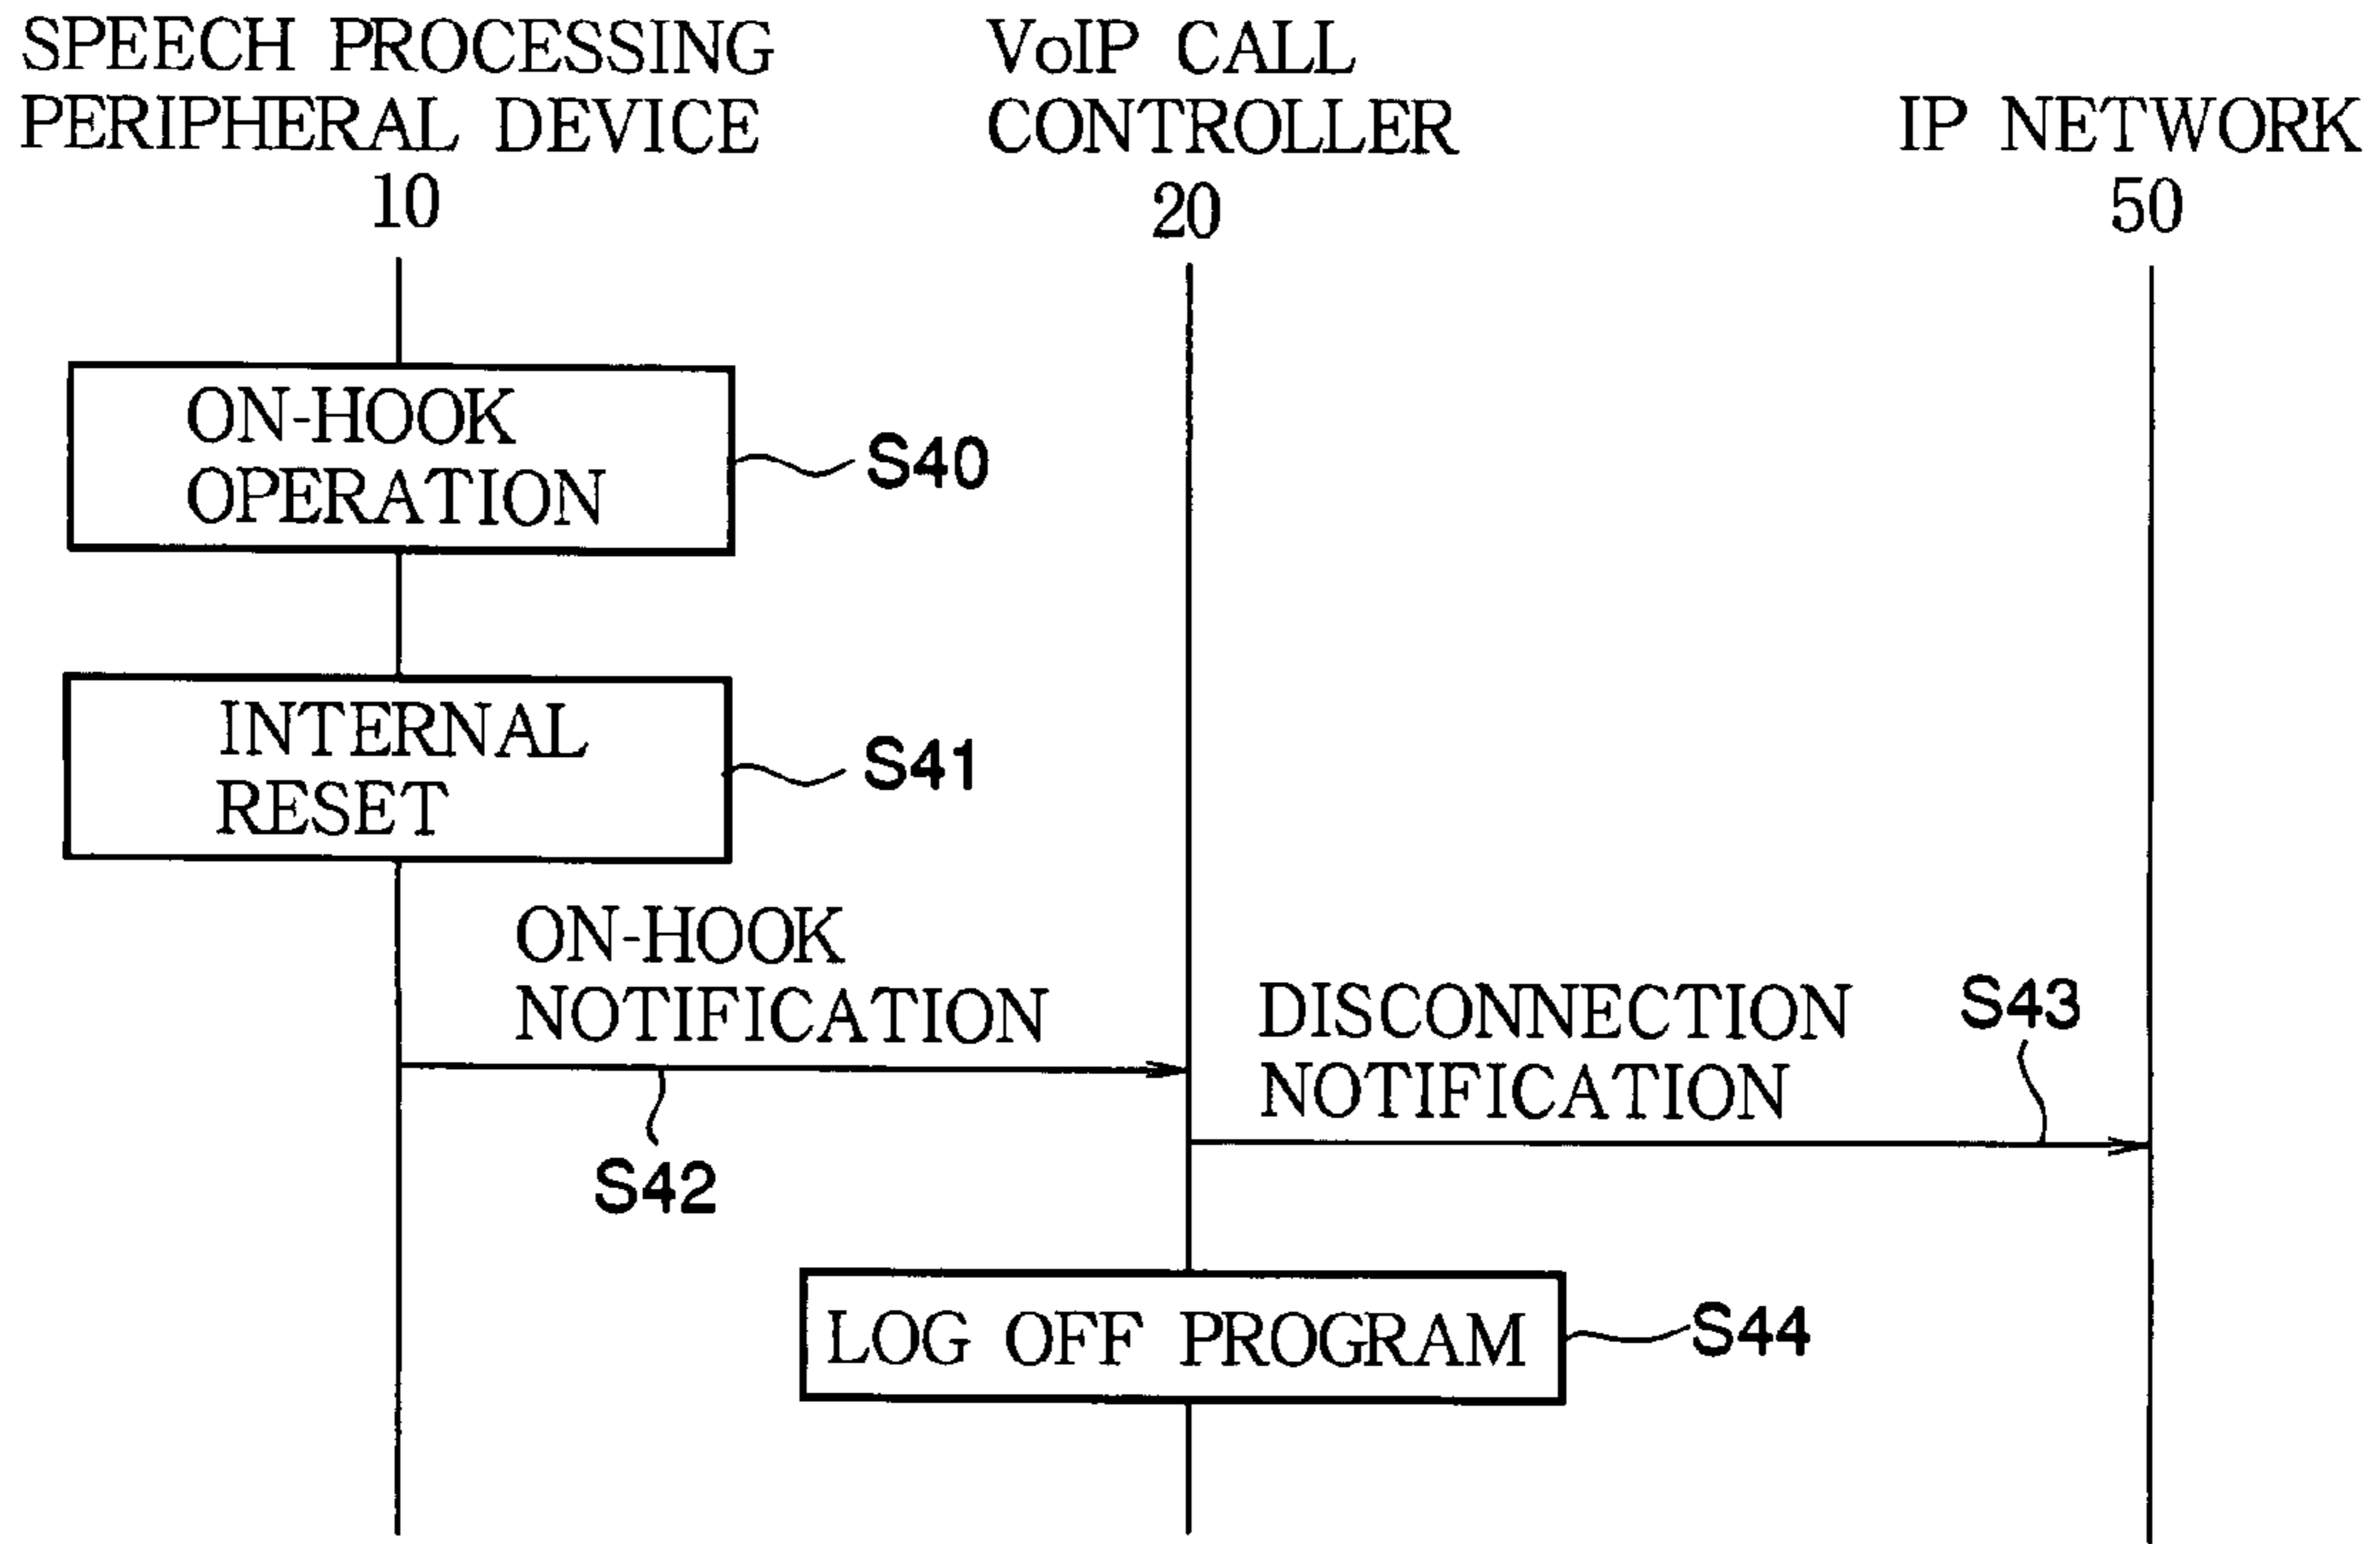 SPEECH PROCESSING
PERIPHERAL DEVICE
10
VoIP CALL
CONTROLLER
20
IP NETWORK
50
ON-HOOK
OPERATION
S40
INTERNAL
RESET
S41
ON-HOOK
NOTIFICATION
S42
DISCONNECTION
NOTIFICATION
S43
LOG OFF PROGRAM
S44